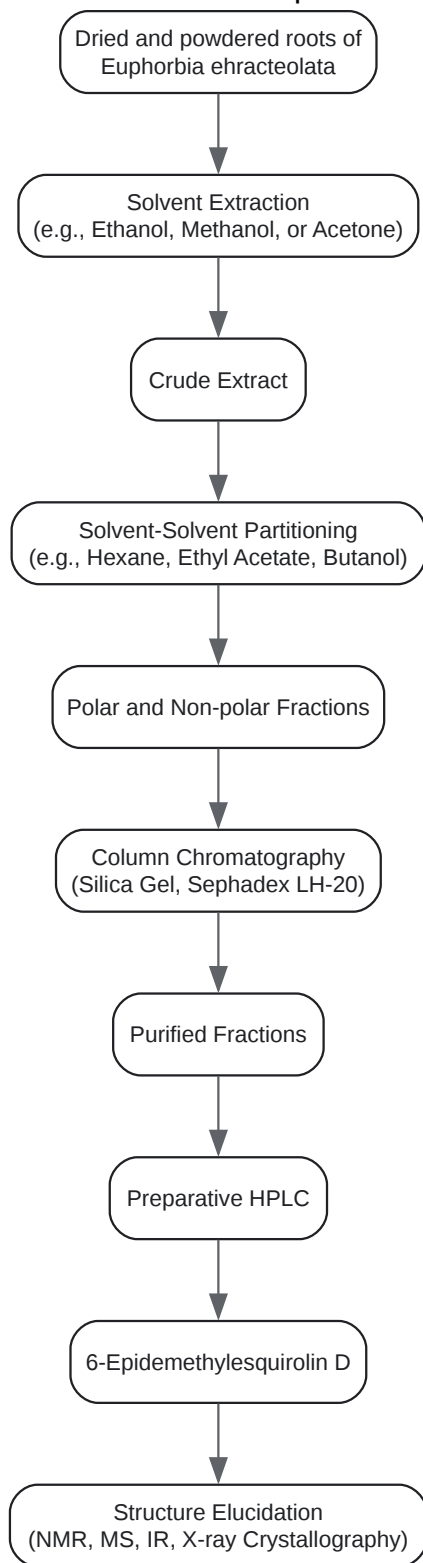 Dried and powdered roots of
Euphorbia ehracteolata
Solvent Extraction
(e.g., Ethanol, Methanol, or Acetone)
Crude Extract
Solvent-Solvent Partitioning
(e.g., Hexane, Ethyl Acetate, Butanol)
Polar and Non-polar Fractions
Column Chromatography
(Silica Gel, Sephadex LH-20)
Purified Fractions
Preparative HPLC
6-Epidemethylesquirolin D
Structure Elucidation
(NMR, MS, IR, X-ray Crystallography)